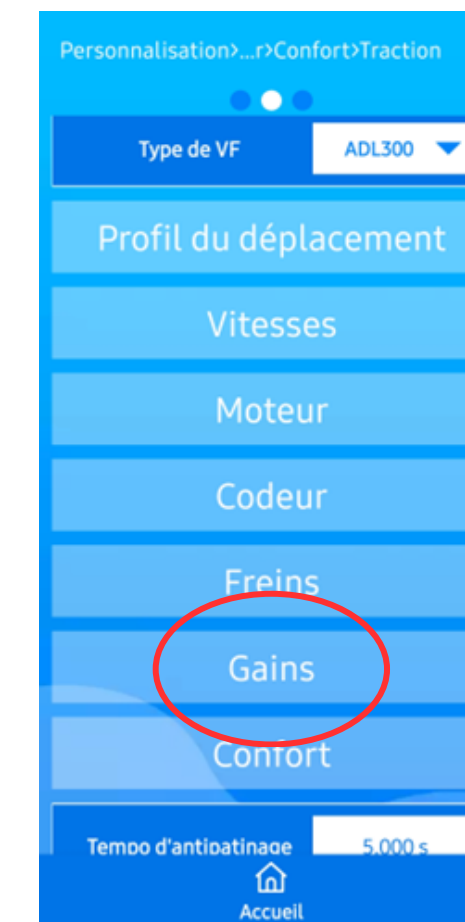 Personnalisation>...r>Confort>Traction
Type de VF ADL300
Profil du déplacement
Vitesses
Moteur
Codeur
Freins
Gains
Confort
Tempo d'antipatinage 5.000 s
Accueil